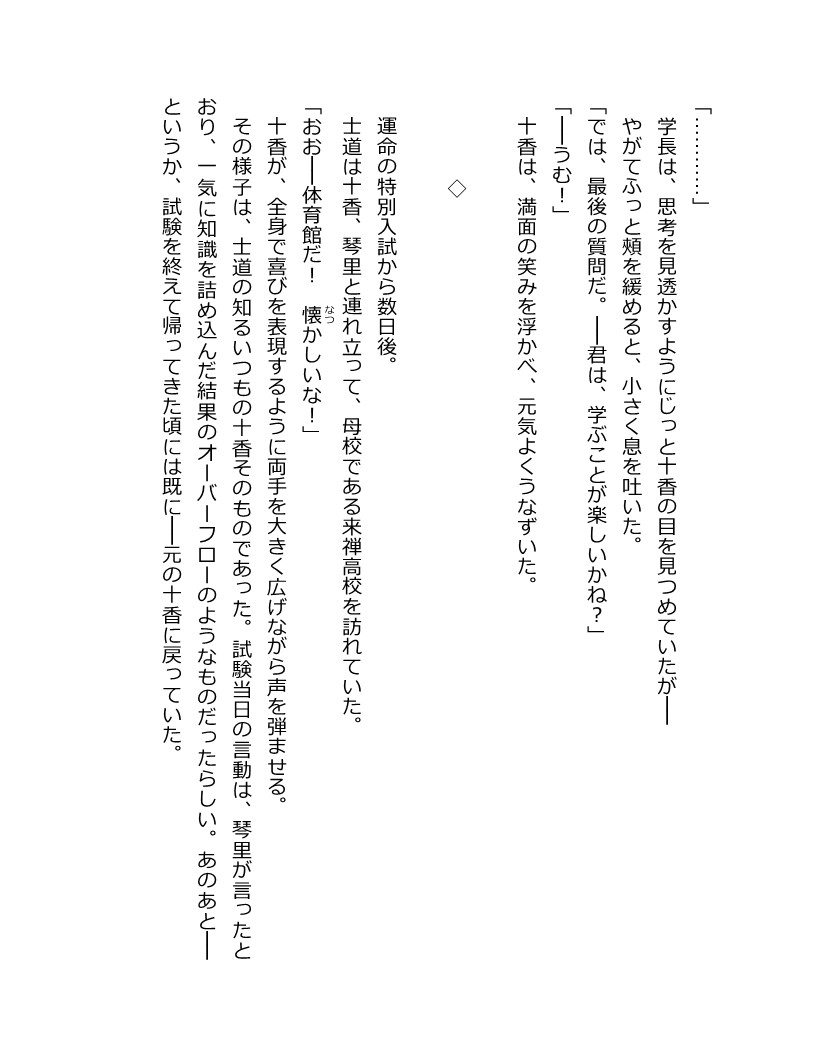 「…………」
　学長は、思考を見透かすようにじっと十香の目を見つめていたが――
　やがてふっと頬を緩めると、小さく息を吐いた。
「では、最後の質問だ。――君は、学ぶことが楽しいかね？」
「――うむ！」
　十香は、満面の笑みを浮かべ、元気よくうなずいた。
◇
　運命の特別入試から数日後。
　士道は十香、琴里と連れ立って、母校である来禅高校を訪れていた。
「おお――体育館だ！　懐かしいな！」
なつ
　十香が、全身で喜びを表現するように両手を大きく広げながら声を弾ませる。
　その様子は、士道の知るいつもの十香そのものであった。試験当日の言動は、琴里が言ったと
おり、一気に知識を詰め込んだ結果のオーバーフローのようなものだったらしい。あのあと――
というか、試験を終えて帰ってきた頃には既に――元の十香に戻っていた。